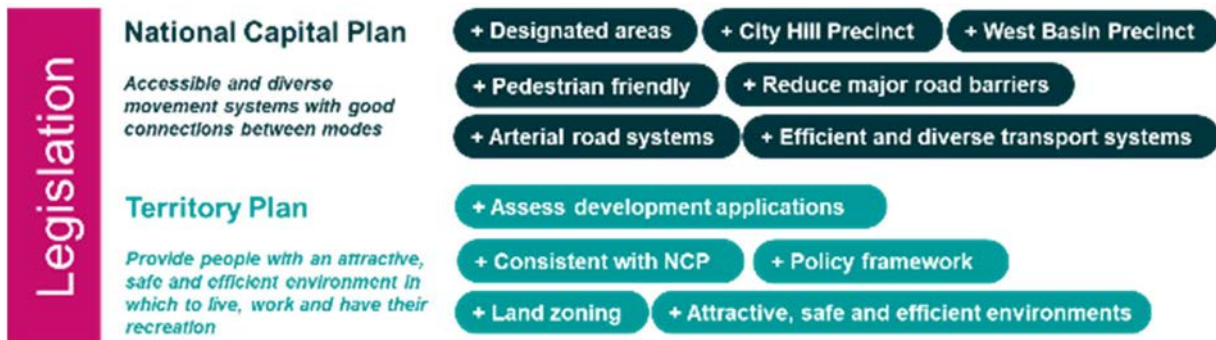 Legislation
National Capital Plan
Accessible and diverse
movement systems with good
connections between modes
+ Designated areas
+ City Hill Precinct
+ West Basin Precinct
+ Pedestrian friendly
+ Reduce major road barriers
+ Arterial road systems
+ Efficient and diverse transport systems
Territory Plan
Provide people with an attractive,
safe and efficient environment in
which to live, work and have their
recreation
+ Assess development applications
+ Consistent with NCP
+ Policy framework
+ Land zoning
+ Attractive, safe and efficient environments